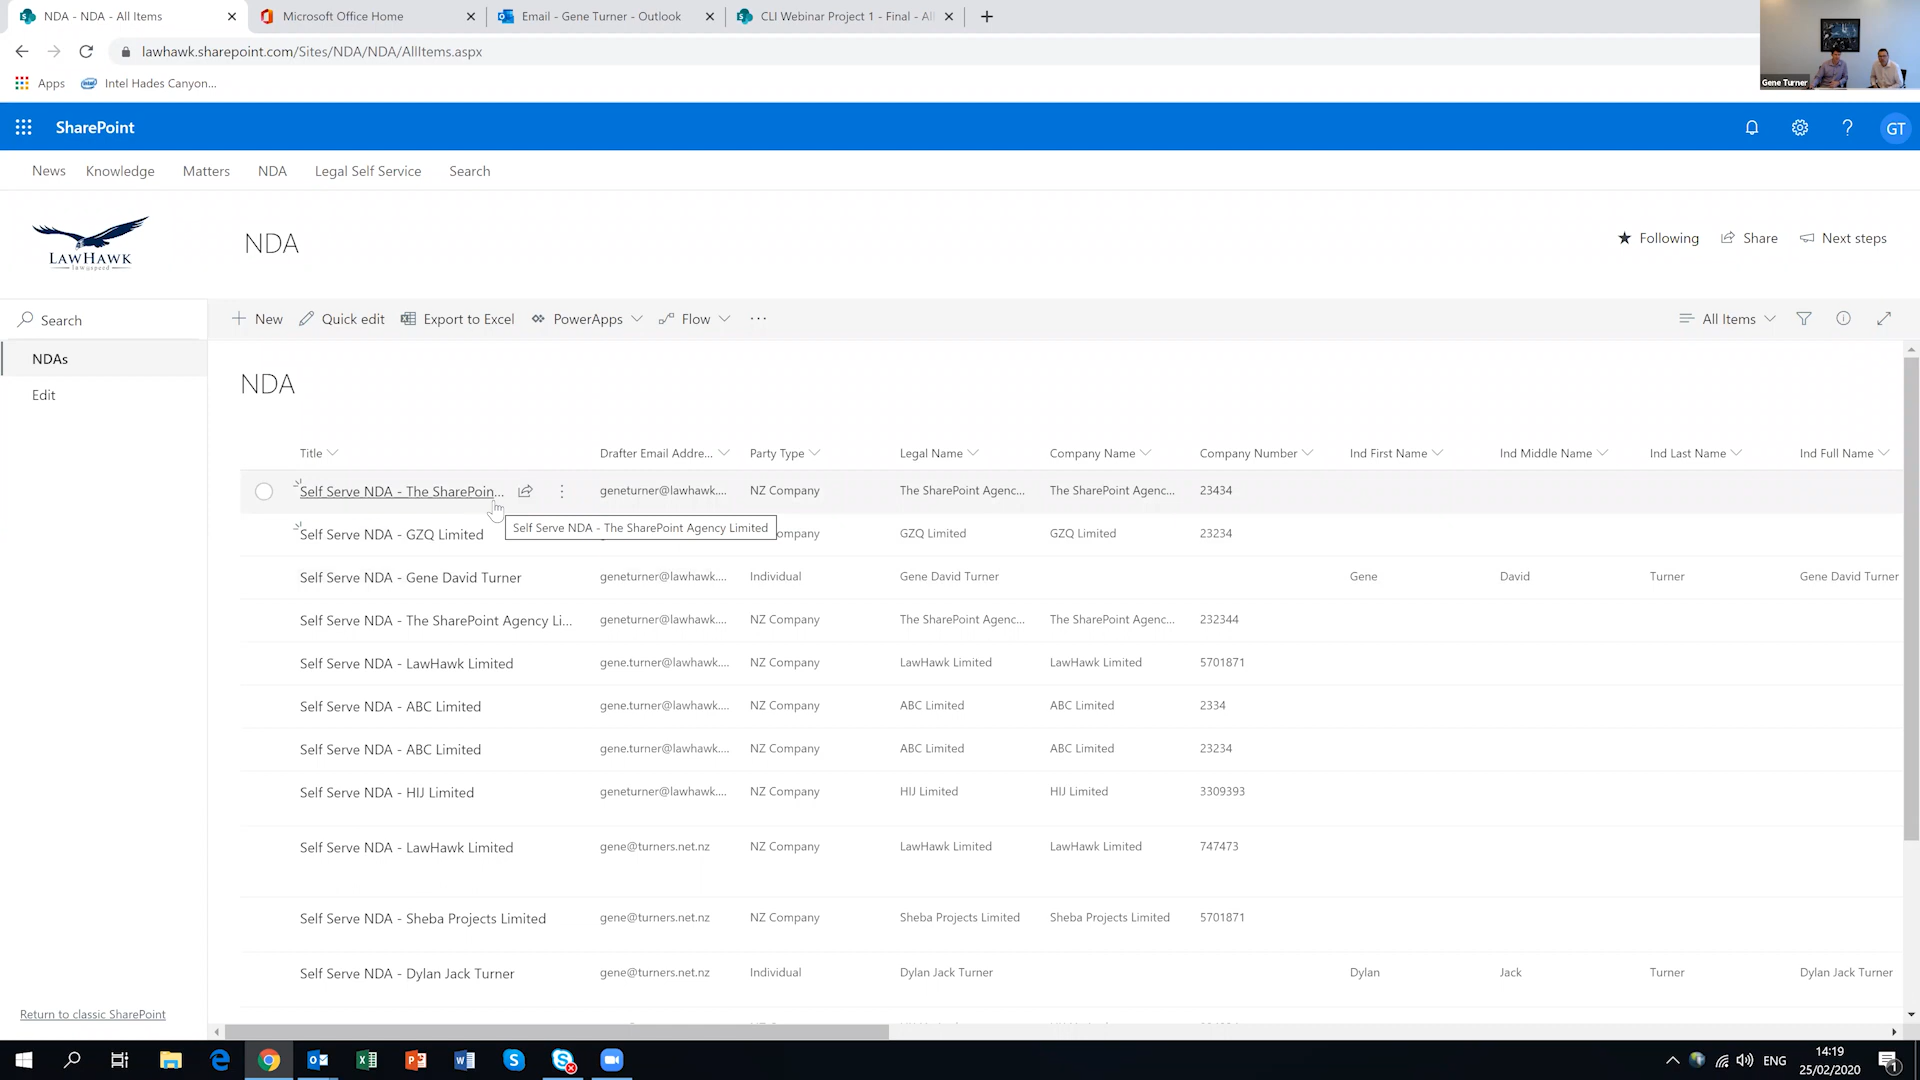 NDA - NDA - All Items
Microsoft Office Home
Email - Gene Turner - Outlook
CLI Webinar Project 1 - Final - All
lawhawk.sharepoint.com/Sites/NDA/NDA/AllItems.aspx
Apps
Intel Hades Canyon...
Gene Turner
SharePoint
GT
News Knowledge Matters NDA Legal Self Service Search
LAWHAWK
NDA
Following Share Next steps
Search
New Quick edit Export to Excel PowerApps Flow ... All Items
NDAs
Edit
NDA
Title Drafter Email Addre... Party Type Legal Name Company Name Company Number Ind First Name Ind Middle Name Ind Last Name Ind Full Name
Self Serve NDA - The SharePoin... geneturner@lawhawk.... NZ Company The SharePoint Agenc... The SharePoint Agenc... 23434
Self Serve NDA - The SharePoint Agency Limited
Self Serve NDA - GZQ Limited ompany GZQ Limited GZQ Limited 23234
Self Serve NDA - Gene David Turner geneturner@lawhawk.... Individual Gene David Turner Gene David Turner Gene David Turner
Self Serve NDA - The SharePoint Agency Li... geneturner@lawhawk.... NZ Company The SharePoint Agenc... The SharePoint Agenc... 232344
Self Serve NDA - LawHawk Limited gene.turner@lawhawk.... NZ Company LawHawk Limited LawHawk Limited 5701871
Self Serve NDA - ABC Limited gene.turner@lawhawk.... NZ Company ABC Limited ABC Limited 2334
Self Serve NDA - ABC Limited gene.turner@lawhawk.... NZ Company ABC Limited ABC Limited 23234
Self Serve NDA - HIJ Limited geneturner@lawhawk.... NZ Company HIJ Limited HIJ Limited 3309393
Self Serve NDA - LawHawk Limited gene@turners.net.nz NZ Company LawHawk Limited LawHawk Limited 747473
Self Serve NDA - Sheba Projects Limited gene@turners.net.nz NZ Company Sheba Projects Limited Sheba Projects Limited 5701871
Self Serve NDA - Dylan Jack Turner gene@turners.net.nz Individual Dylan Jack Turner Dylan Jack Turner Dylan Jack Turner
Return to classic SharePoint
ENG
14:19
25/02/2020
1